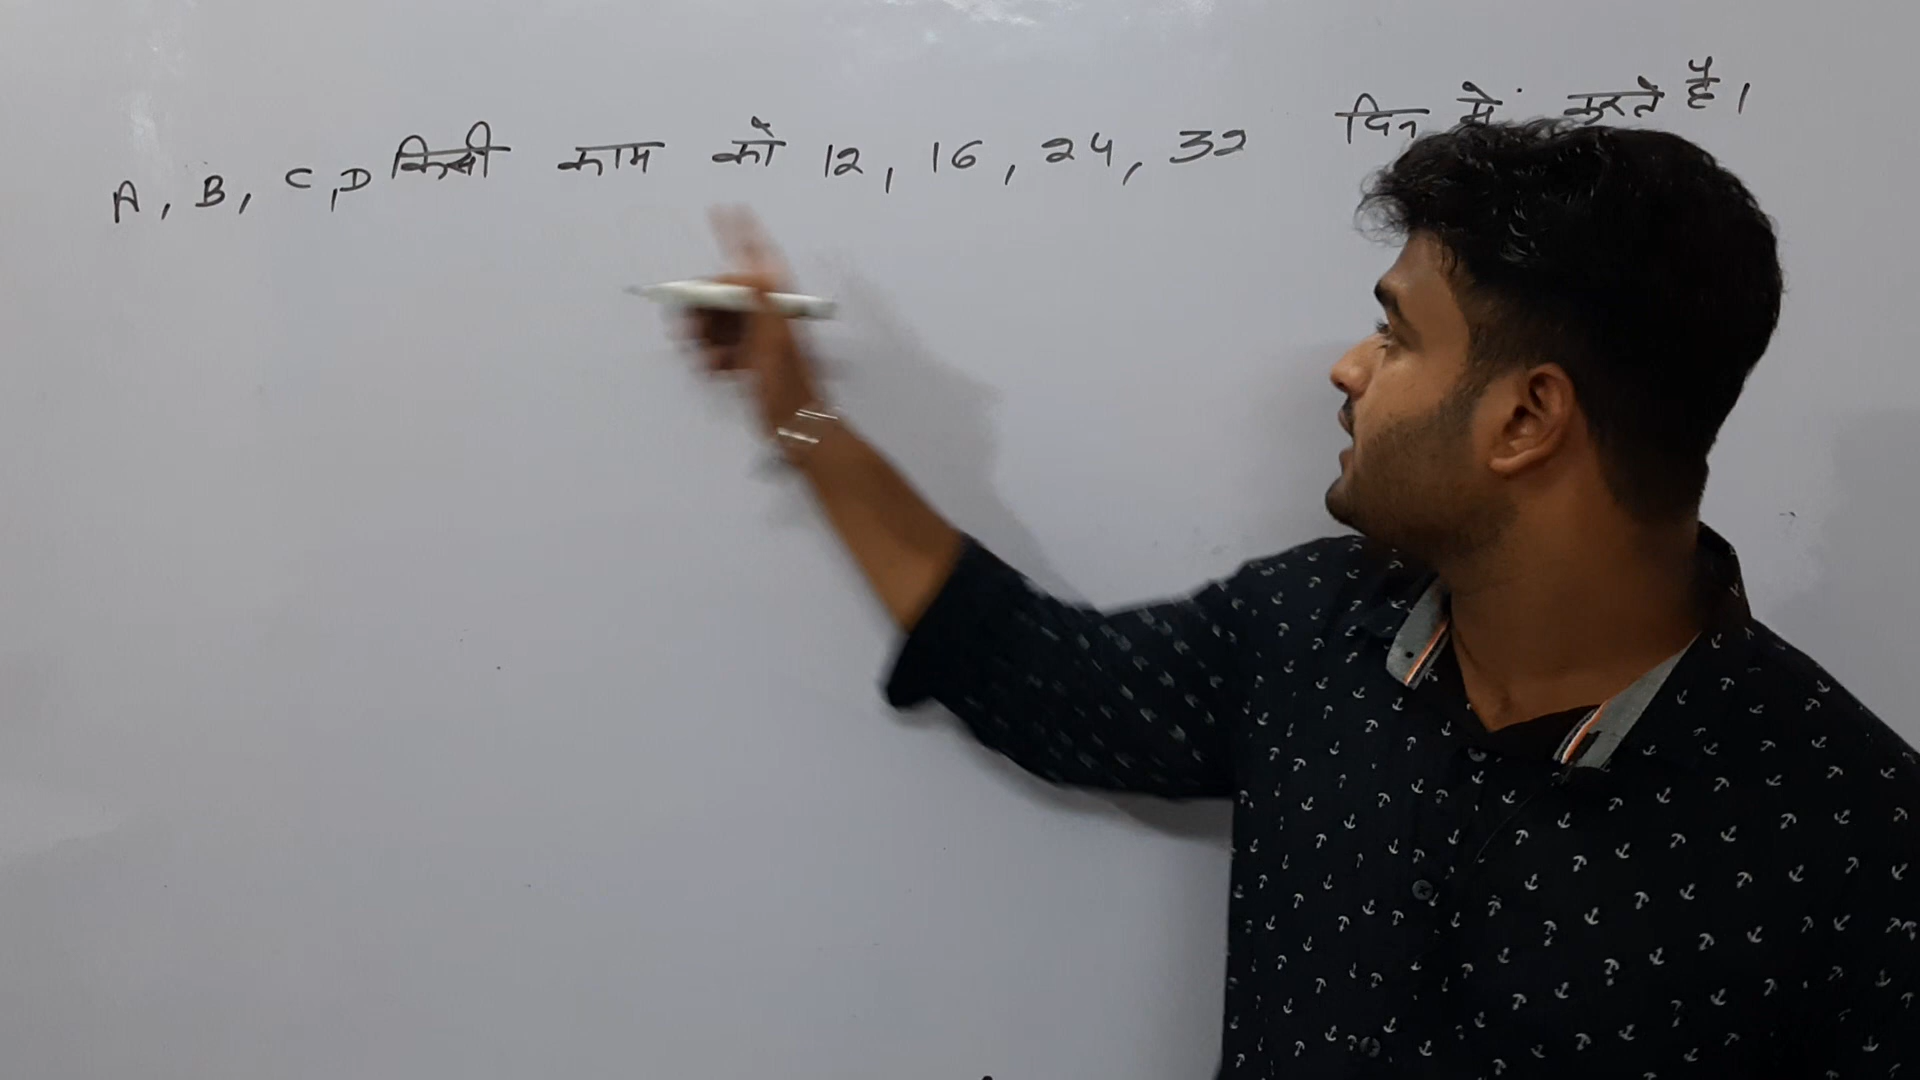 A, B, C, D किसी काम को 12, 16, 24, 32 दिन में करते है।